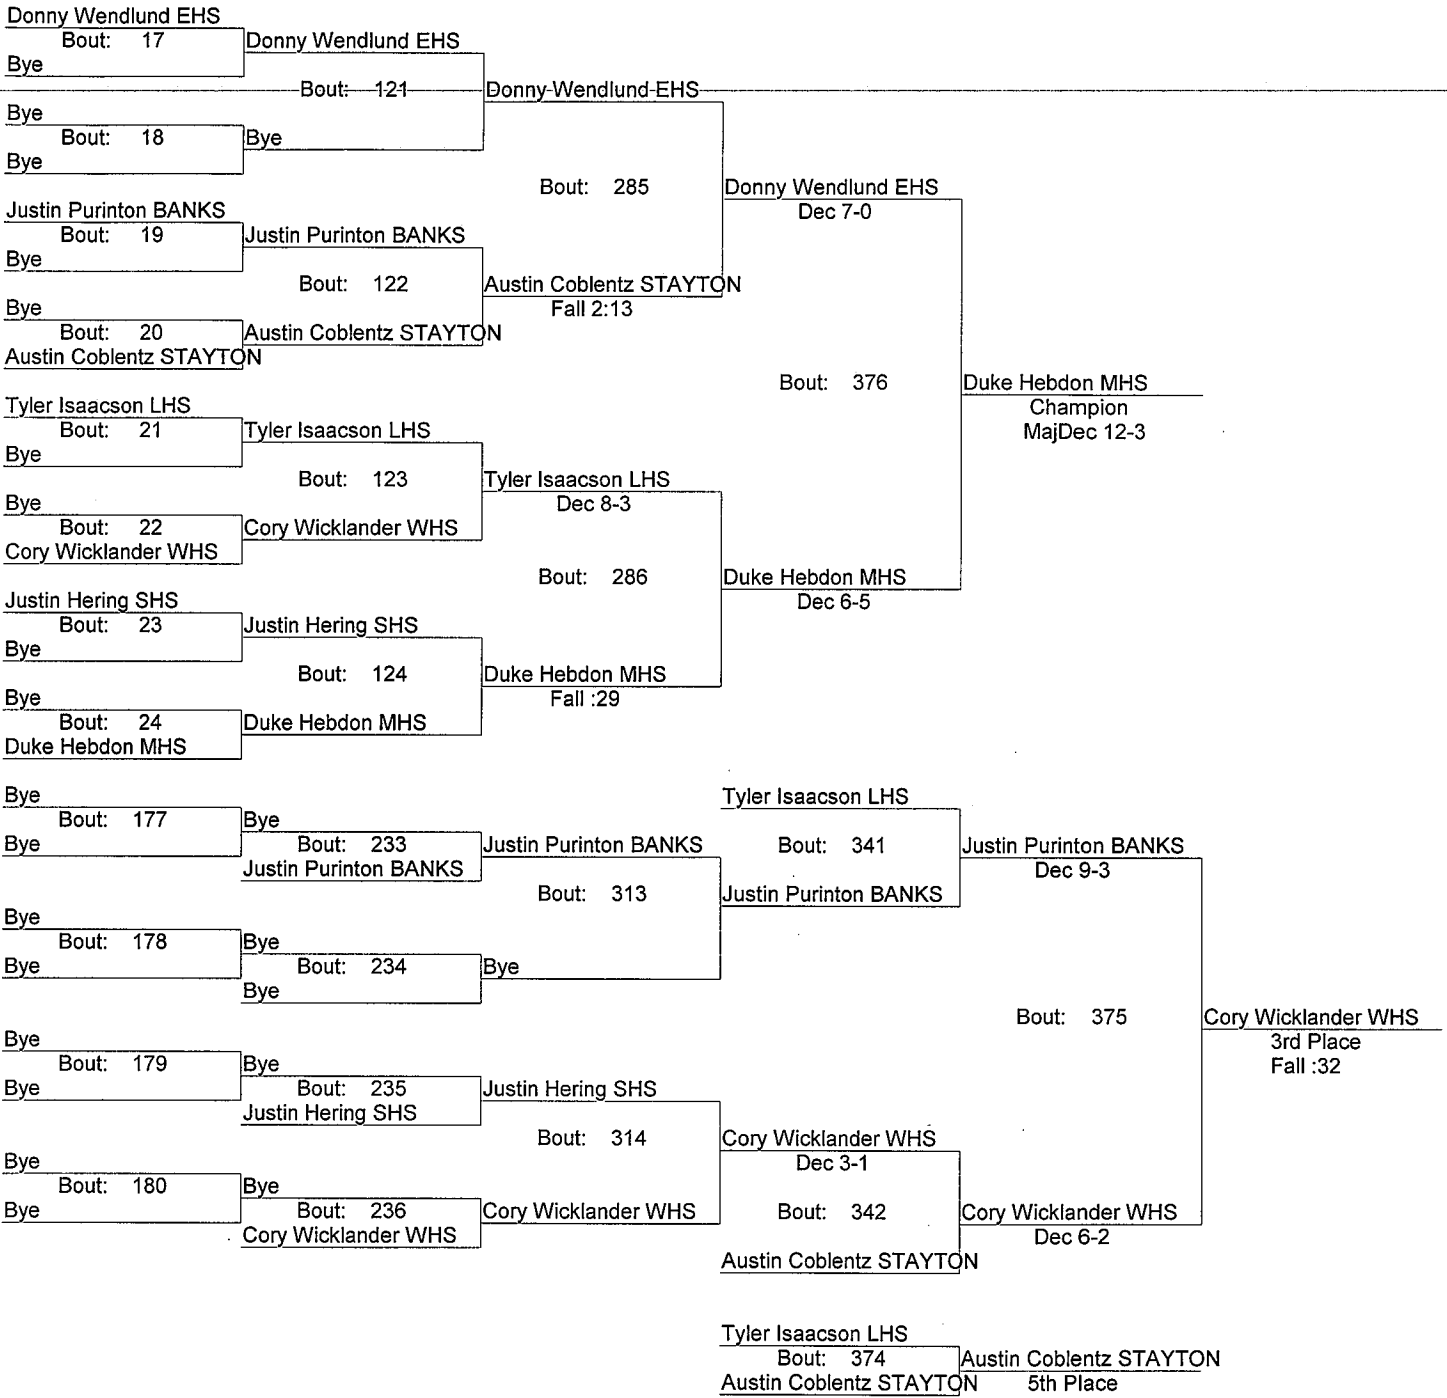 Donny Wendlund EHS
Bout: 17
Donny Wendlund EHS
Bye
Bout: 121
Donny Wendlund EHS
Bye
Bout: 18
Bye
Bye
Bout: 285
Donny Wendlund EHS
Dec 7-0
Justin Purinton BANKS
Bout: 19
Justin Purinton BANKS
Bye
Bout: 122
Austin Coblentz STAYTON
Fall 2:13
Bye
Bout: 20
Austin Coblentz STAYTON
Austin Coblentz STAYTON
Bout: 376
Duke Hebdon MHS
Champion
MajDec 12-3
Tyler Isaacson LHS
Bout: 21
Tyler Isaacson LHS
Bye
Bout: 123
Tyler Isaacson LHS
Dec 8-3
Bye
Bout: 22
Cory Wicklander WHS
Cory Wicklander WHS
Bout: 286
Duke Hebdon MHS
Dec 6-5
Justin Hering SHS
Bout: 23
Justin Hering SHS
Bye
Bout: 124
Duke Hebdon MHS
Fall :29
Bye
Bout: 24
Duke Hebdon MHS
Duke Hebdon MHS
Bye
Bout: 177
Bye
Bye
Bout: 233
Justin Purinton BANKS
Justin Purinton BANKS
Tyler Isaacson LHS
Bout: 341
Justin Purinton BANKS
Dec 9-3
Bout: 313
Justin Purinton BANKS
Bye
Bout: 178
Bye
Bye
Bout: 234
Bye
Bye
Bout: 375
Cory Wicklander WHS
3rd Place
Fall :32
Bye
Bout: 179
Bye
Bye
Bout: 235
Justin Hering SHS
Justin Hering SHS
Bout: 314
Cory Wicklander WHS
Dec 3-1
Bye
Bout: 180
Bye
Bye
Bout: 236
Cory Wicklander WHS
Cory Wicklander WHS
Bout: 342
Cory Wicklander WHS
Dec 6-2
Austin Coblentz STAYTON
Tyler Isaacson LHS
Bout: 374
Austin Coblentz STAYTON
Austin Coblentz STAYTON
5th Place